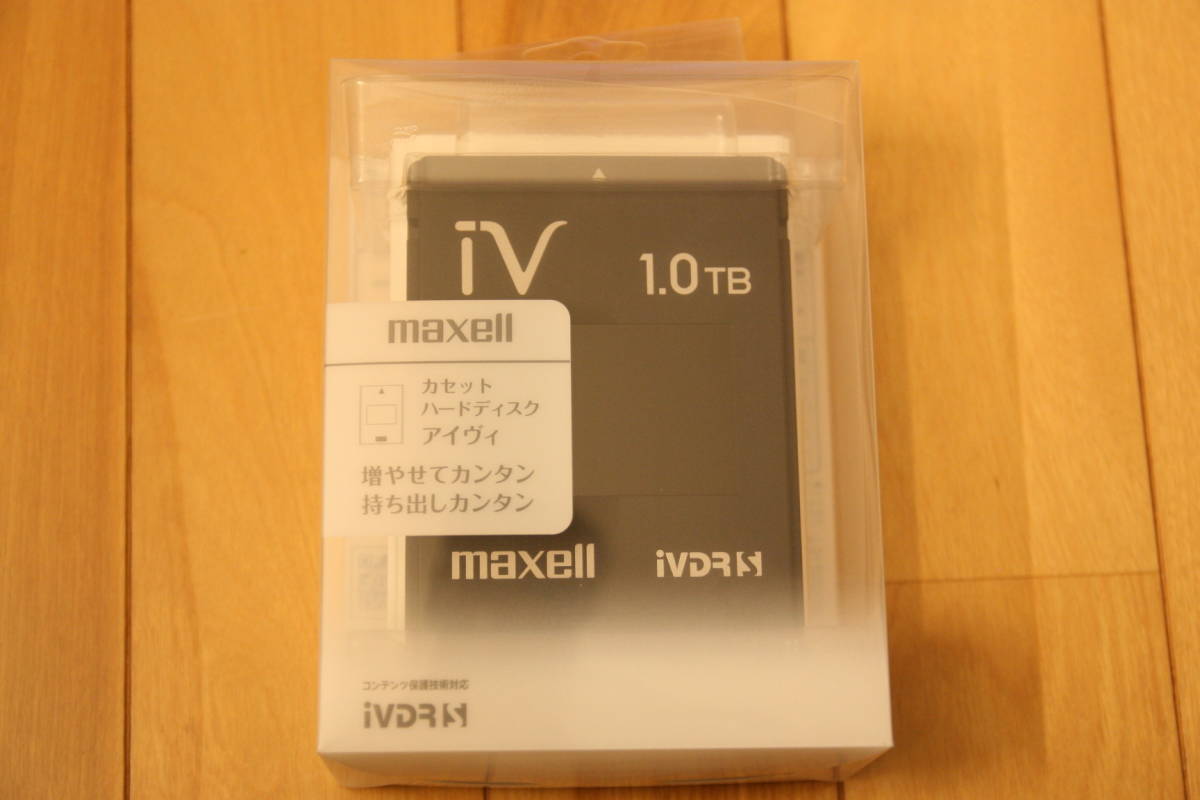 iV
1.0TB
maxell
カセット
ハードディスク
アイヴィ
増やせてカンタン
持ち出しカンタン
maxell
iVDR S
コンテンツ保護技術対応
iVDR S